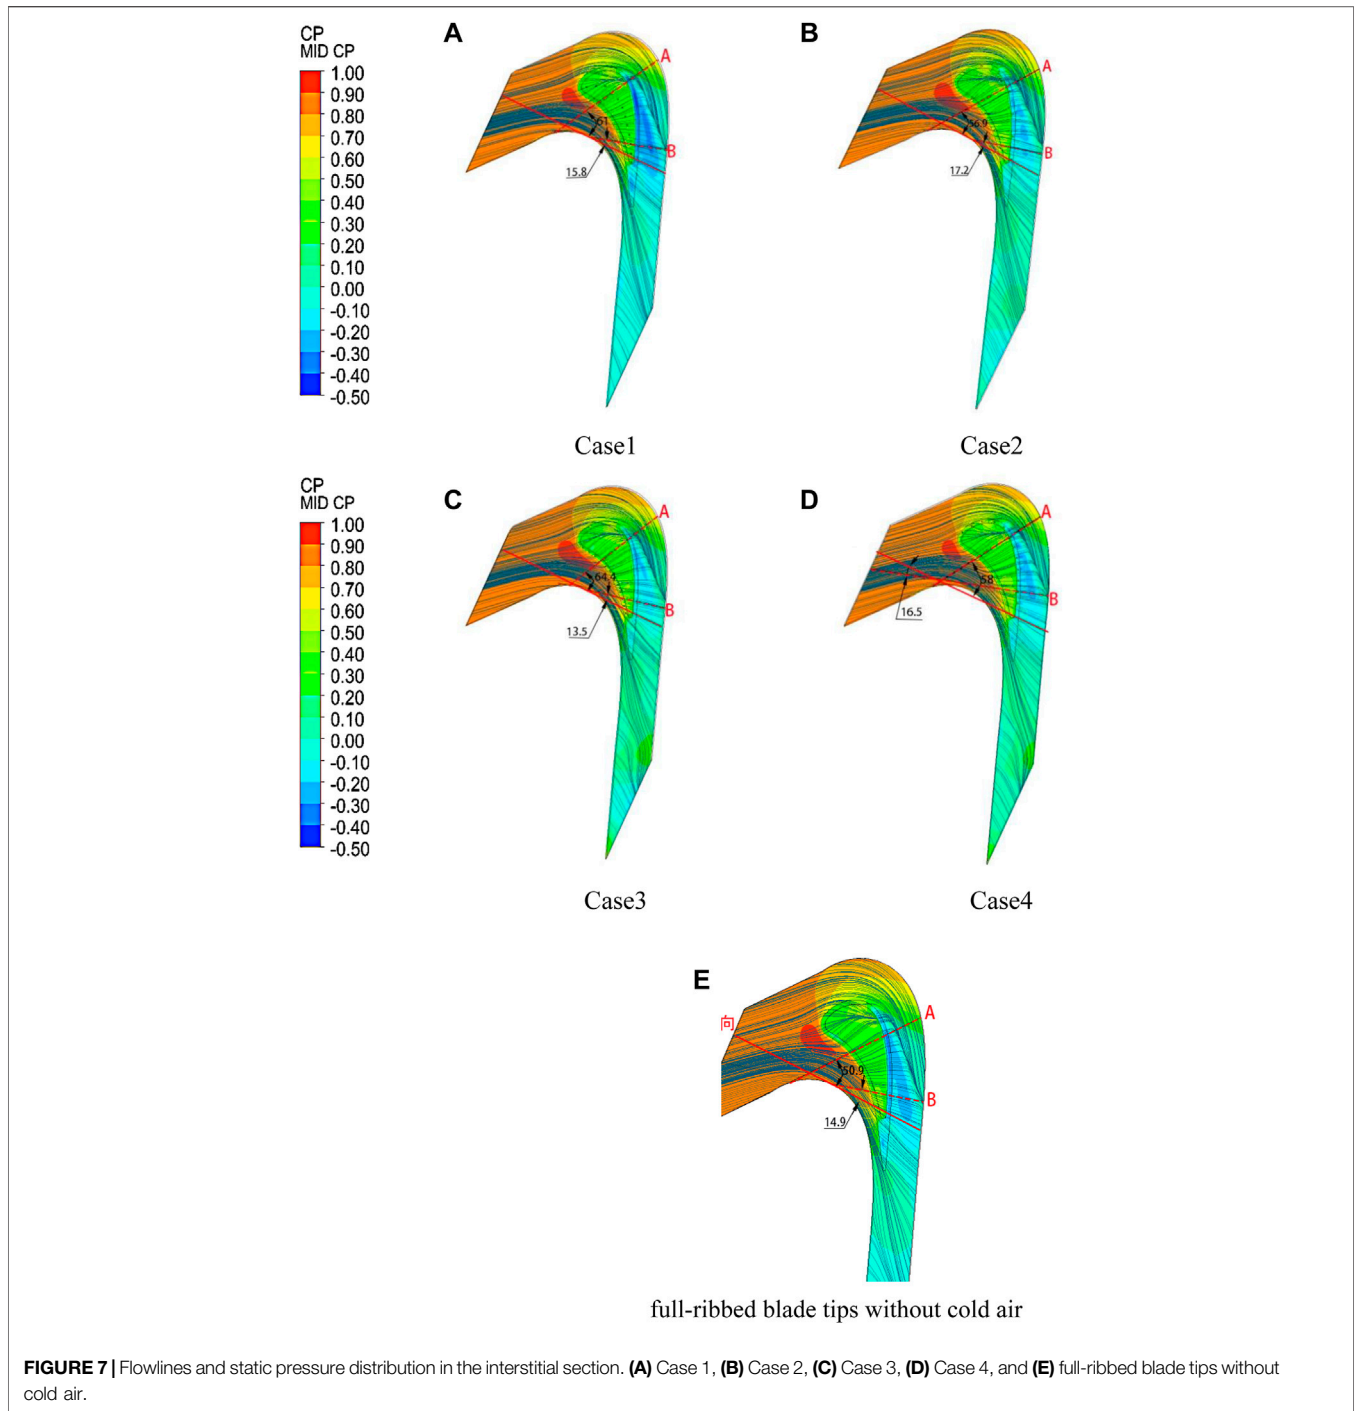 CP
MID CP
1.00
0.90
0.80
0.70
0.60
0.50
0.40
0.30
0.20
0.10
0.00
-0.10
-0.20
-0.30
-0.40
-0.50
A
A
61
B
15.8
Case1
B
A
56.9
B
17.2
Case2
CP
MID CP
1.00
0.90
0.80
0.70
0.60
0.50
0.40
0.30
0.20
0.10
0.00
-0.10
-0.20
-0.30
-0.40
-0.50
C
A
64.4
B
13.5
Case3
D
A
58
B
16.5
Case4
E
向
A
50.9
B
14.9
full-ribbed blade tips without cold air
FIGURE 7 | Flowlines and static pressure distribution in the interstitial section. (A) Case 1, (B) Case 2, (C) Case 3, (D) Case 4, and (E) full-ribbed blade tips without
cold air.